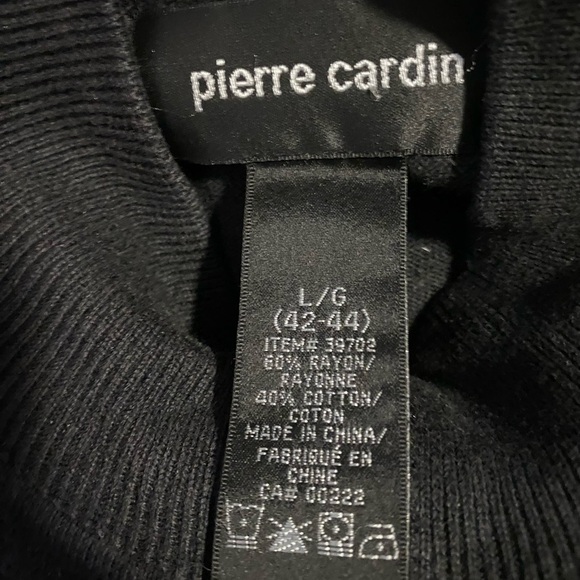 pierre cardin
L/G
(42-44)
ITEM# 39702
60% RAYON/
RAYONNE
40% COTTON/
COTON
MADE IN CHINA/
FABRIQUÉ EN
CHINE
CA# 00222